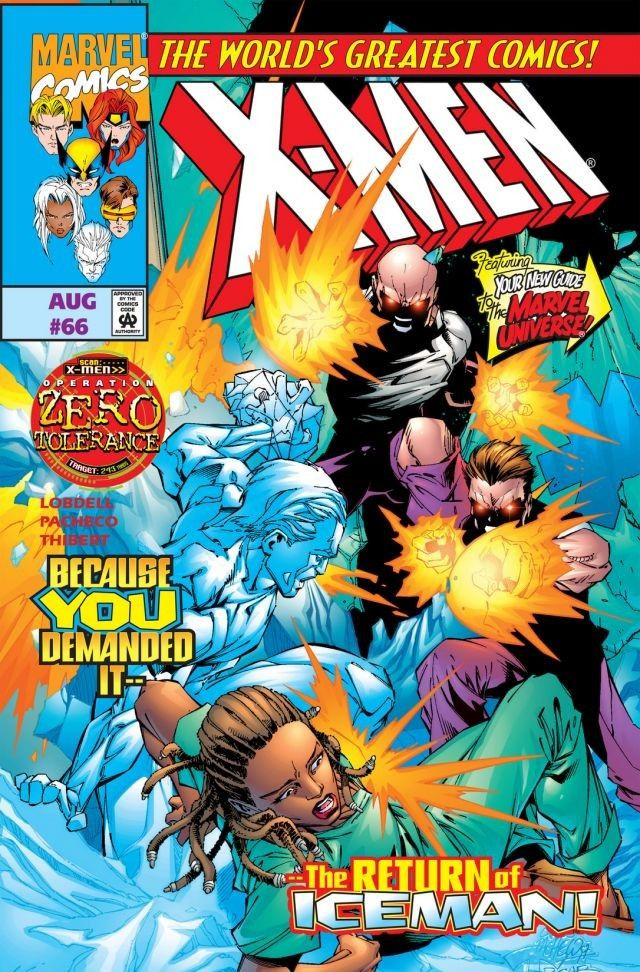 MARVEL
COMICS
THE WORLD'S GREATEST COMICS!
X-MEN
AUG
#66
APPROVED
BY THE
COMICS
CODE
AUTHORITY
Featuring
YOUR NEW GUIDE
To the MARVEL
UNIVERSE!
SCAN:
X-MEN>>
OPERATION
ZERO
TOLERANCE
LOBDELL
PACHECO
THIBERT
BECAUSE
YOU
DEMANDED
IT--
--The RETURN of
ICEMAN!